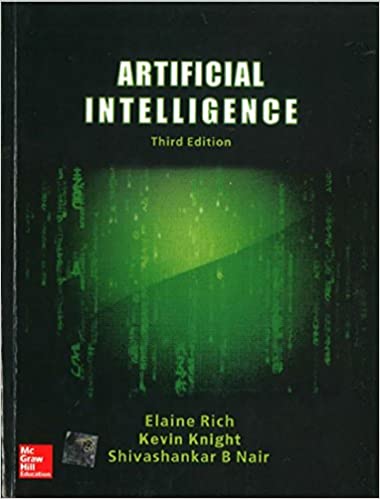 ARTIFICIAL
INTELLIGENCE
Third Edition
Elaine Rich
Kevin Knight
Shivashankar B Nair
Mc
Graw
Hill
Education